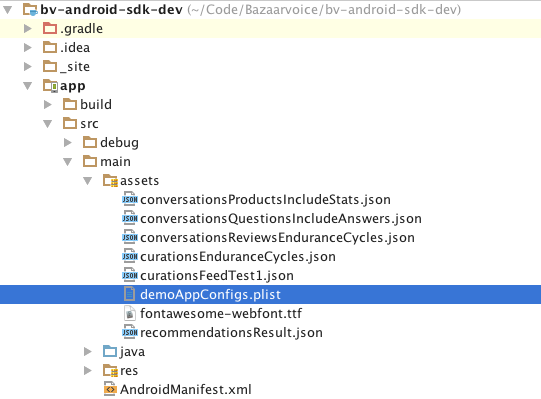 bv-android-sdk-dev (~/Code/Bazaarvoice/bv-android-sdk-dev)
.gradle
.idea
_site
app
build
src
debug
main
assets
JSON conversationsProductsIncludeStats.json
JSON conversationsQuestionsIncludeAnswers.json
JSON conversationsReviewsEnduranceCycles.json
JSON curationsEnduranceCycles.json
JSON curationsFeedTest1.json
demoAppConfigs.plist
fontawesome-webfont.ttf
JSON recommendationsResult.json
java
res
AndroidManifest.xml